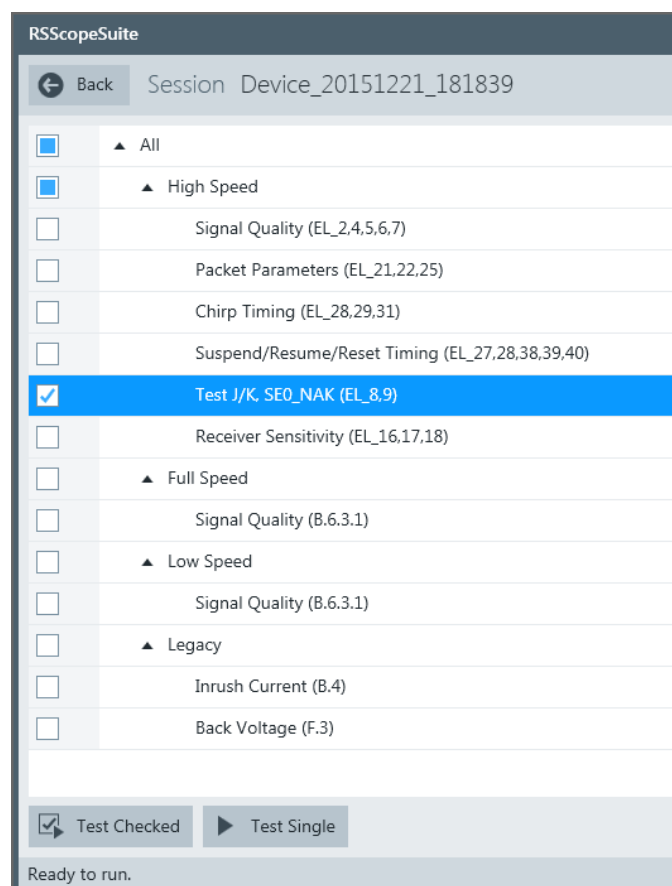 RSScopeSuite
Back Session Device_20151221_181839
All
High Speed
Signal Quality (EL_2,4,5,6,7)
Packet Parameters (EL_21,22,25)
Chirp Timing (EL_28,29,31)
Suspend/Resume/Reset Timing (EL_27,28,38,39,40)
Test J/K, SE0_NAK (EL_8,9)
Receiver Sensitivity (EL_16,17,18)
Full Speed
Signal Quality (B.6.3.1)
Low Speed
Signal Quality (B.6.3.1)
Legacy
Inrush Current (B.4)
Back Voltage (F.3)
Test Checked Test Single
Ready to run.